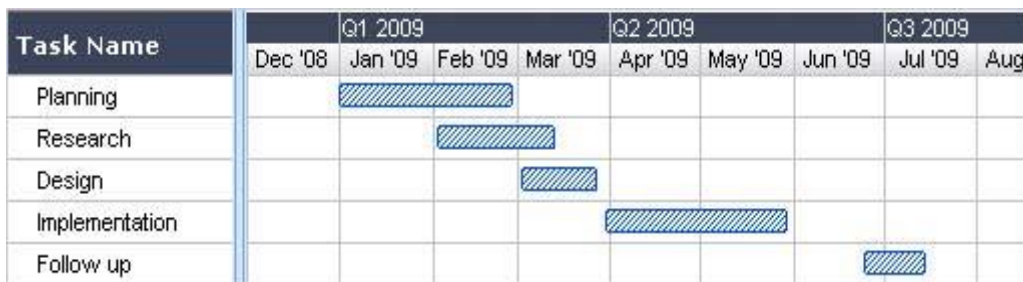 Task Name
Q1 2009 Q2 2009 Q3 2009
Dec '08 Jan '09 Feb '09 Mar '09 Apr '09 May '09 Jun '09 Jul '09 Aug
Planning
Research
Design
Implementation
Follow up